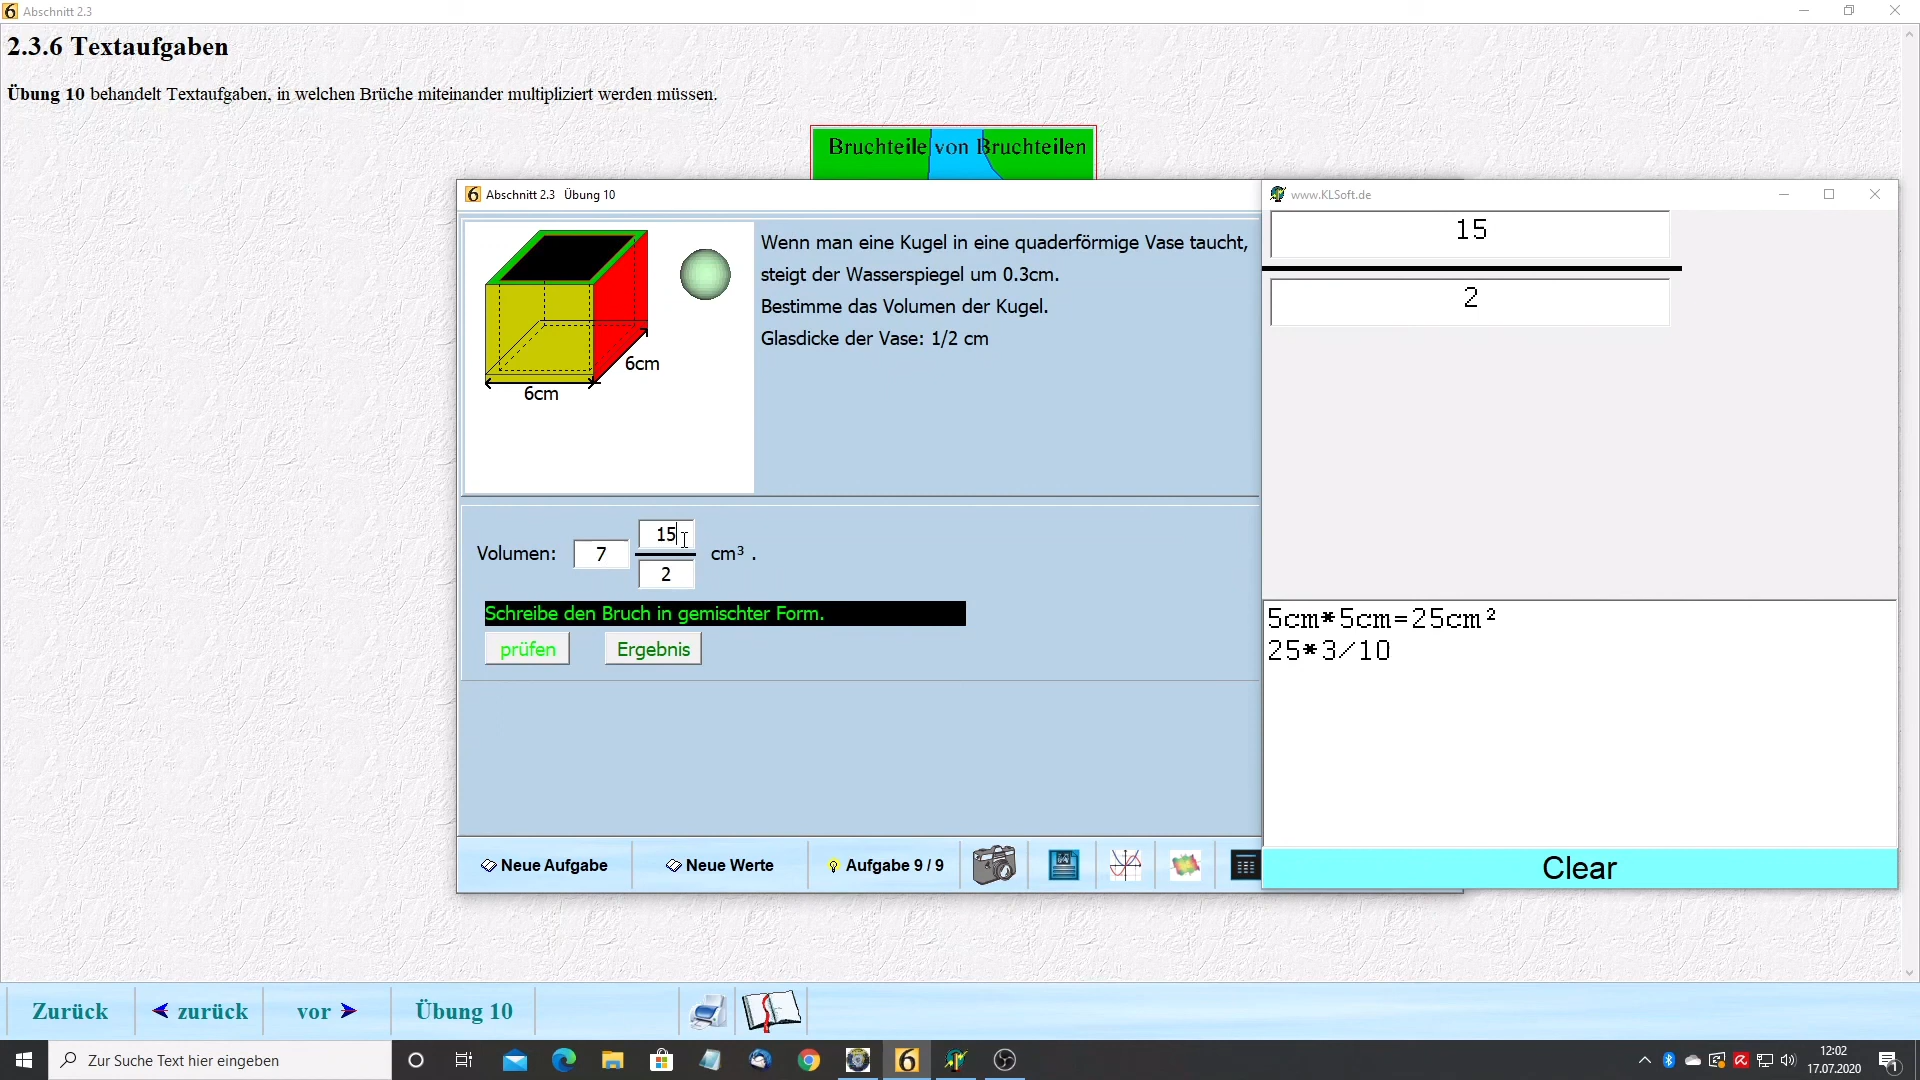 Abschnitt 2.3
2.3.6 Textaufgaben
Übung 10 behandelt Textaufgaben, in welchen Brüche miteinander multipliziert werden müssen.
Bruchteile von Bruchteilen
Abschnitt 2.3 Übung 10
Wenn man eine Kugel in eine quaderförmige Vase taucht,
steigt der Wasserspiegel um 0.3cm.
Bestimme das Volumen der Kugel.
Glasdicke der Vase: 1/2 cm
6cm
6cm
Volumen:
7
15
2
cm³ .
Schreibe den Bruch in gemischter Form.
prüfen
Ergebnis
Neue Aufgabe
Neue Werte
Aufgabe 9 / 9
www.KLSoft.de
15
2
5cm*5cm=25cm²
25*3/10
Clear
Zurück
zurück
vor
Übung 10
Zur Suche Text hier eingeben
12:02
17.07.2020